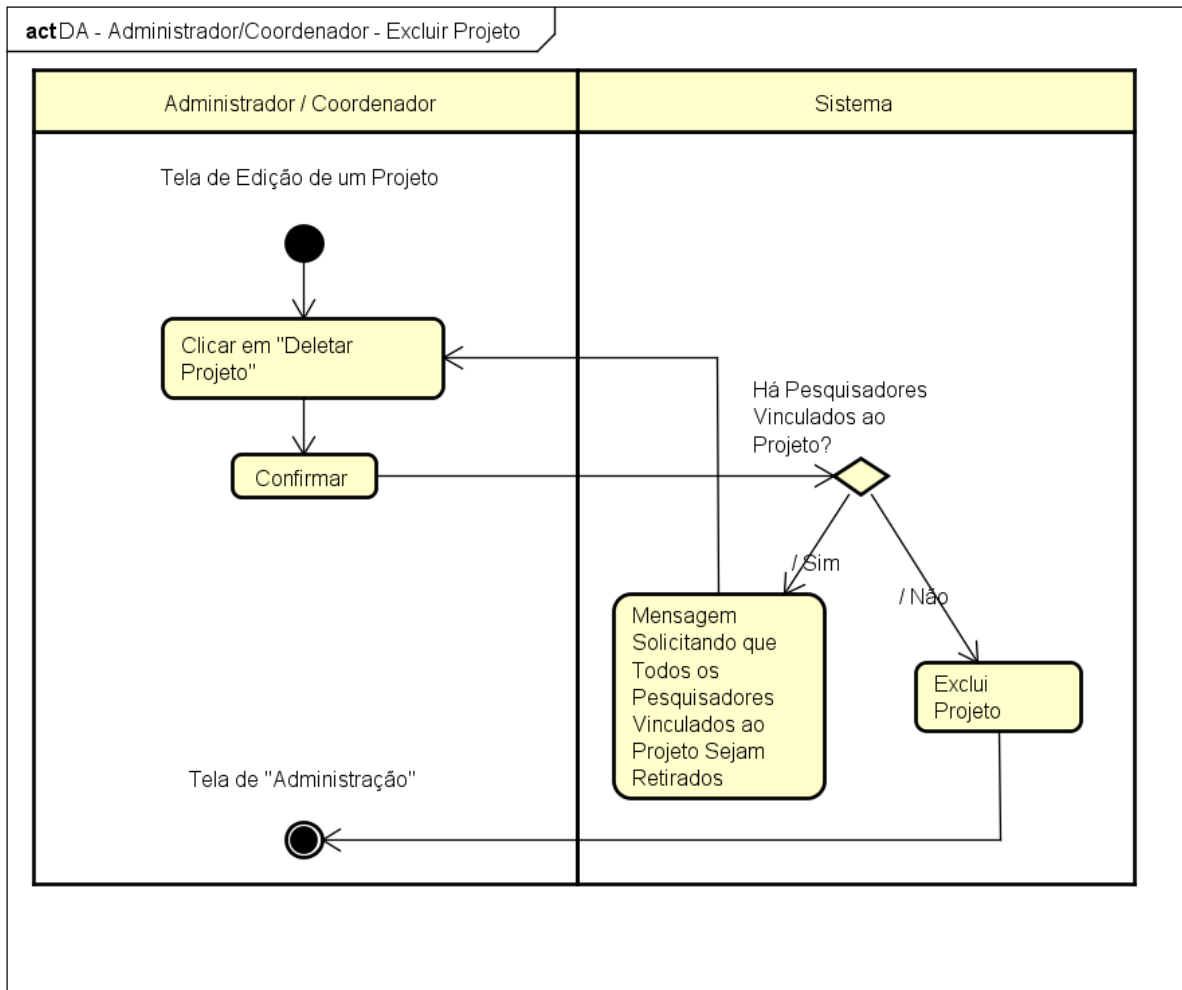 actDA - Administrador/Coordenador - Excluir Projeto
Administrador / Coordenador
Sistema
Tela de Edição de um Projeto
Clicar em "Deletar
Projeto"
Confirmar
Há Pesquisadores
Vinculados ao
Projeto?
/ Sim
/ Não
Mensagem
Solicitando que
Todos os
Pesquisadores
Vinculados ao
Projeto Sejam
Retirados
Exclui
Projeto
Tela de "Administração"